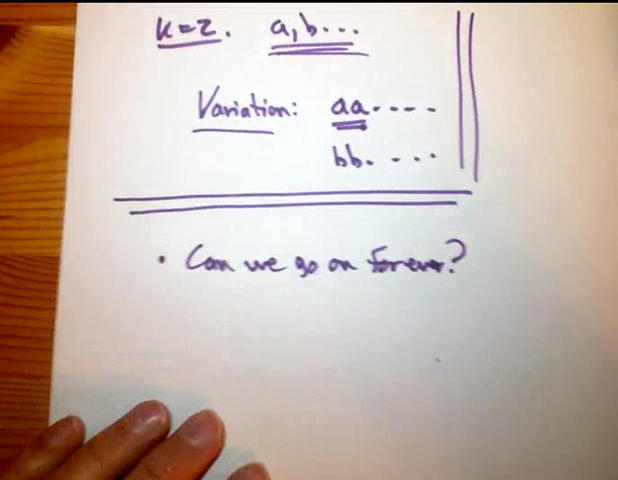 k=2. a,b...
Variation: aa....
bb....
• Can we go on forever?